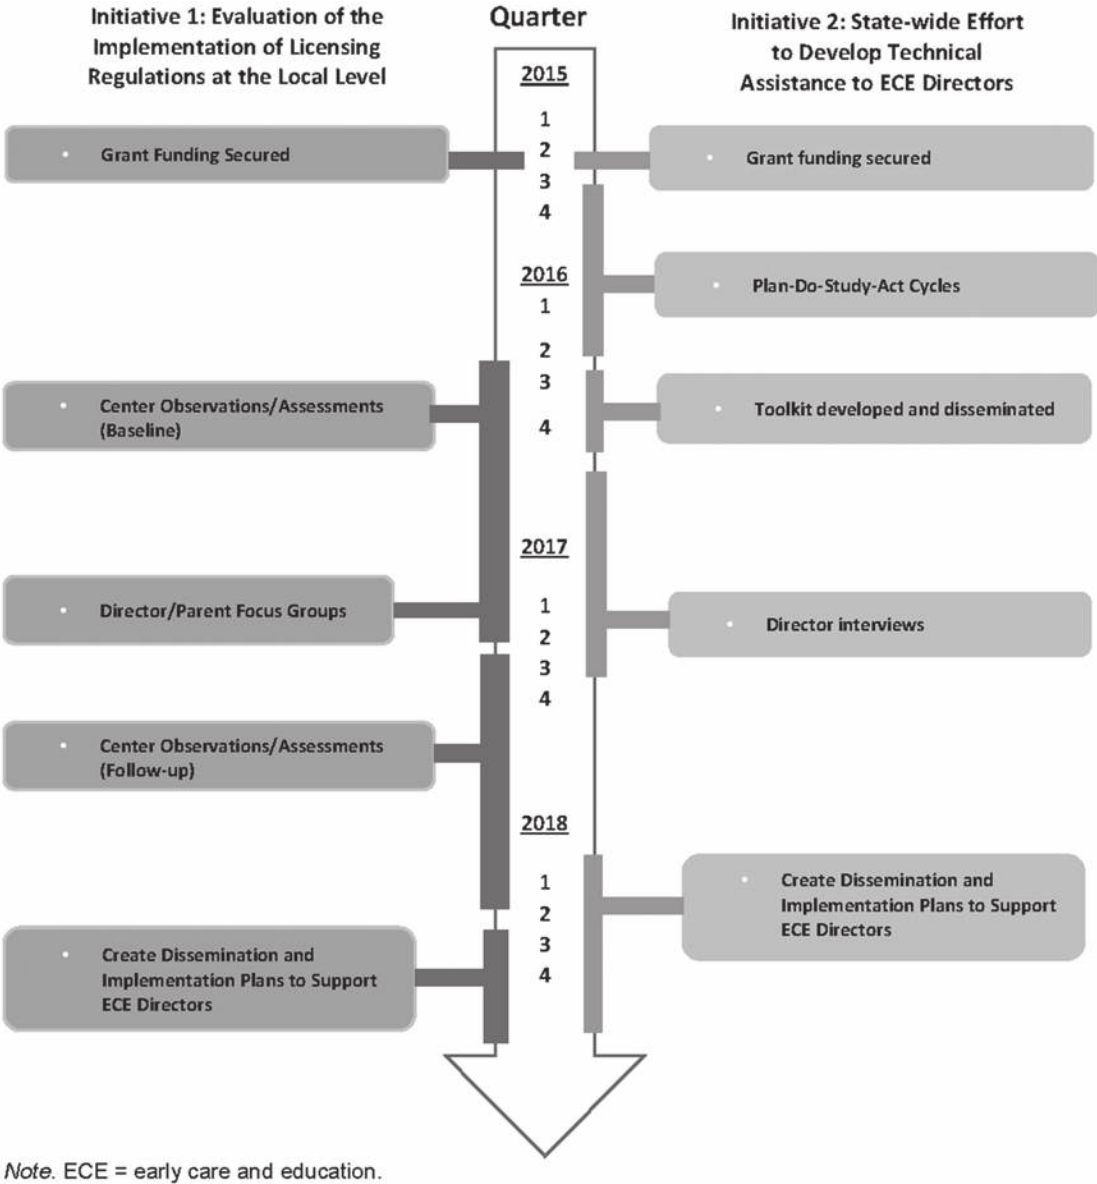 Initiative 1: Evaluation of the
Implementation of Licensing
Regulations at the Local Level
Quarter
Initiative 2: State-wide Effort
to Develop Technical
Assistance to ECE Directors
2015
1
2
3
4
• Grant Funding Secured
• Grant funding secured
2016
1
2
3
4
• Plan-Do-Study-Act Cycles
• Center Observations/Assessments
(Baseline)
• Toolkit developed and disseminated
2017
1
2
3
4
• Director/Parent Focus Groups
• Director interviews
• Center Observations/Assessments
(Follow-up)
2018
1
2
3
4
• Create Dissemination and
Implementation Plans to Support
ECE Directors
• Create Dissemination and
Implementation Plans to Support
ECE Directors
Note. ECE = early care and education.